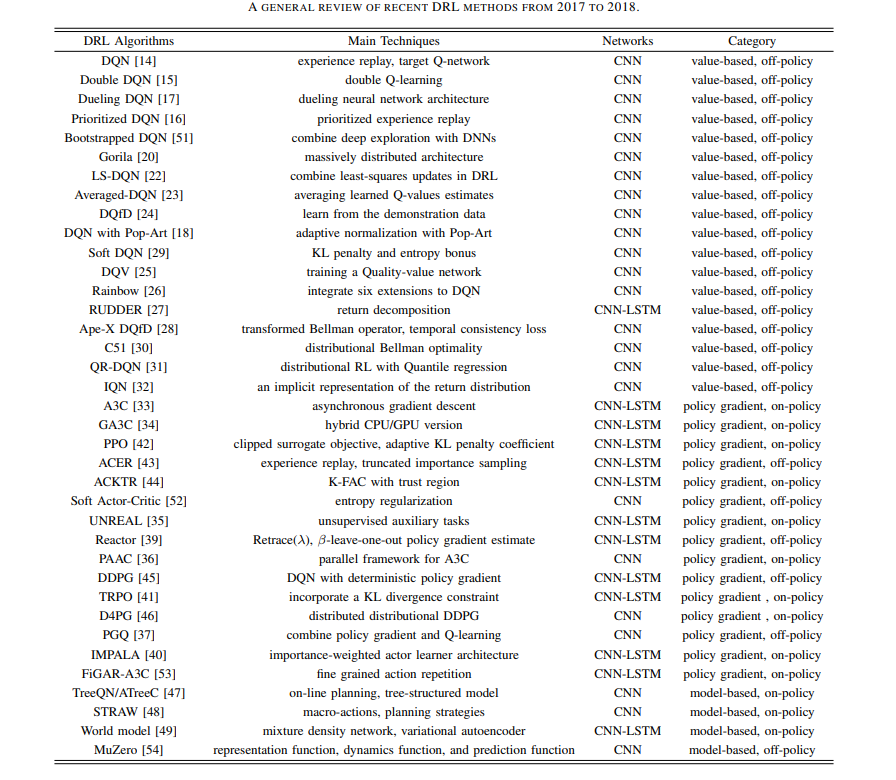 A GENERAL REVIEW OF RECENT DRL METHODS FROM 2017 TO 2018.
DRL Algorithms Main Techniques Networks Category
DQN [14] experience replay, target Q-network CNN value-based, off-policy
Double DQN [15] double Q-learning CNN value-based, off-policy
Dueling DQN [17] dueling neural network architecture CNN value-based, off-policy
Prioritized DQN [16] prioritized experience replay CNN value-based, off-policy
Bootstrapped DQN [51] combine deep exploration with DNNs CNN value-based, off-policy
Gorila [20] massively distributed architecture CNN value-based, off-policy
LS-DQN [22] combine least-squares updates in DRL CNN value-based, off-policy
Averaged-DQN [23] averaging learned Q-values estimates CNN value-based, off-policy
DQfD [24] learn from the demonstration data CNN value-based, off-policy
DQN with Pop-Art [18] adaptive normalization with Pop-Art CNN value-based, off-policy
Soft DQN [29] KL penalty and entropy bonus CNN value-based, off-policy
DQV [25] training a Quality-value network CNN value-based, off-policy
Rainbow [26] integrate six extensions to DQN CNN value-based, off-policy
RUDDER [27] return decomposition CNN-LSTM value-based, off-policy
Ape-X DQfD [28] transformed Bellman operator, temporal consistency loss CNN value-based, off-policy
C51 [30] distributional Bellman optimality CNN value-based, off-policy
QR-DQN [31] distributional RL with Quantile regression CNN value-based, off-policy
IQN [32] an implicit representation of the return distribution CNN value-based, off-policy
A3C [33] asynchronous gradient descent CNN-LSTM policy gradient, on-policy
GA3C [34] hybrid CPU/GPU version CNN-LSTM policy gradient, on-policy
PPO [42] clipped surrogate objective, adaptive KL penalty coefficient CNN-LSTM policy gradient, on-policy
ACER [43] experience replay, truncated importance sampling CNN-LSTM policy gradient, off-policy
ACKTR [44] K-FAC with trust region CNN-LSTM policy gradient, on-policy
Soft Actor-Critic [52] entropy regularization CNN policy gradient, off-policy
UNREAL [35] unsupervised auxiliary tasks CNN-LSTM policy gradient, on-policy
Reactor [39] Retrace(λ), β-leave-one-out policy gradient estimate CNN-LSTM policy gradient, off-policy
PAAC [36] parallel framework for A3C CNN policy gradient, on-policy
DDPG [45] DQN with deterministic policy gradient CNN-LSTM policy gradient, off-policy
TRPO [41] incorporate a KL divergence constraint CNN-LSTM policy gradient , on-policy
D4PG [46] distributed distributional DDPG CNN policy gradient , on-policy
PGQ [37] combine policy gradient and Q-learning CNN policy gradient, off-policy
IMPALA [40] importance-weighted actor learner architecture CNN-LSTM policy gradient, on-policy
FiGAR-A3C [53] fine grained action repetition CNN-LSTM policy gradient, on-policy
TreeQN/ATreeC [47] on-line planning, tree-structured model CNN model-based, on-policy
STRAW [48] macro-actions, planning strategies CNN model-based, on-policy
World model [49] mixture density network, variational autoencoder CNN-LSTM model-based, on-policy
MuZero [54] representation function, dynamics function, and prediction function CNN model-based, off-policy